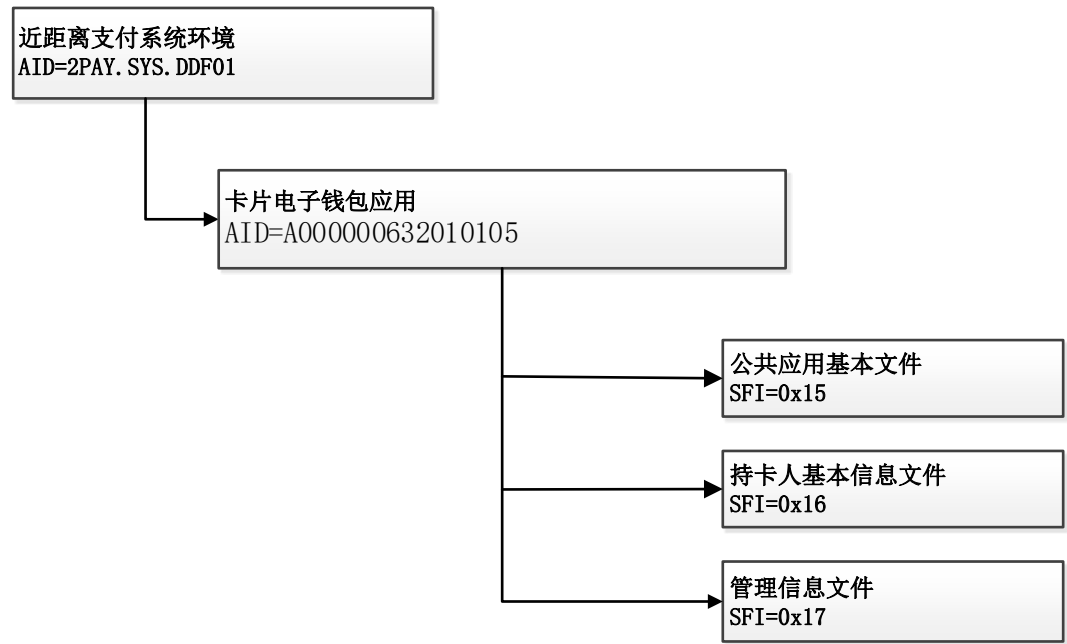 近距离支付系统环境
AID=2PAY.SYS.DDF01
卡片电子钱包应用
AID=A000000632010105
公共应用基本文件
SFI=0x15
持卡人基本信息文件
SFI=0x16
管理信息文件
SFI=0x17